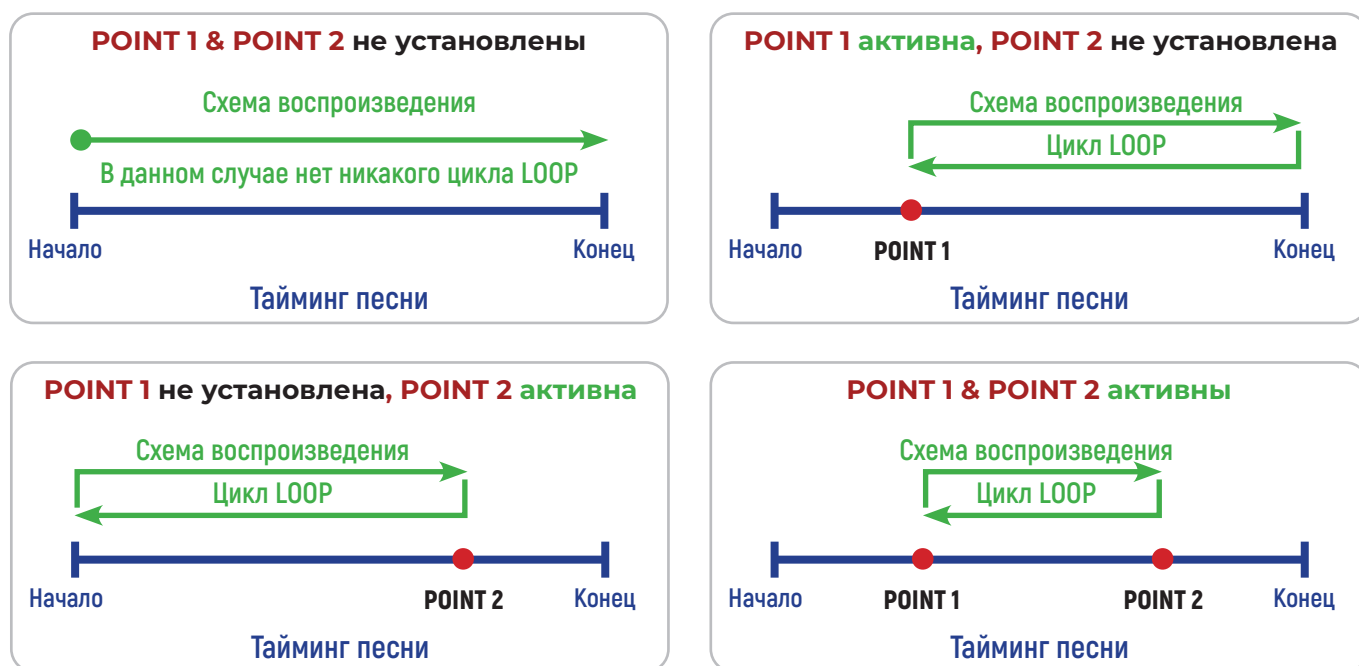 POINT 1 & POINT 2 не установлены
Схема воспроизведения
В данном случае нет никакого цикла LOOP
Начало
Конец
Тайминг песни
POINT 1 активна, POINT 2 не установлена
Схема воспроизведения
Цикл LOOP
Начало
POINT 1
Конец
Тайминг песни
POINT 1 не установлена, POINT 2 активна
Схема воспроизведения
Цикл LOOP
Начало
POINT 2
Конец
Тайминг песни
POINT 1 & POINT 2 активны
Схема воспроизведения
Цикл LOOP
Начало
POINT 1
POINT 2
Конец
Тайминг песни